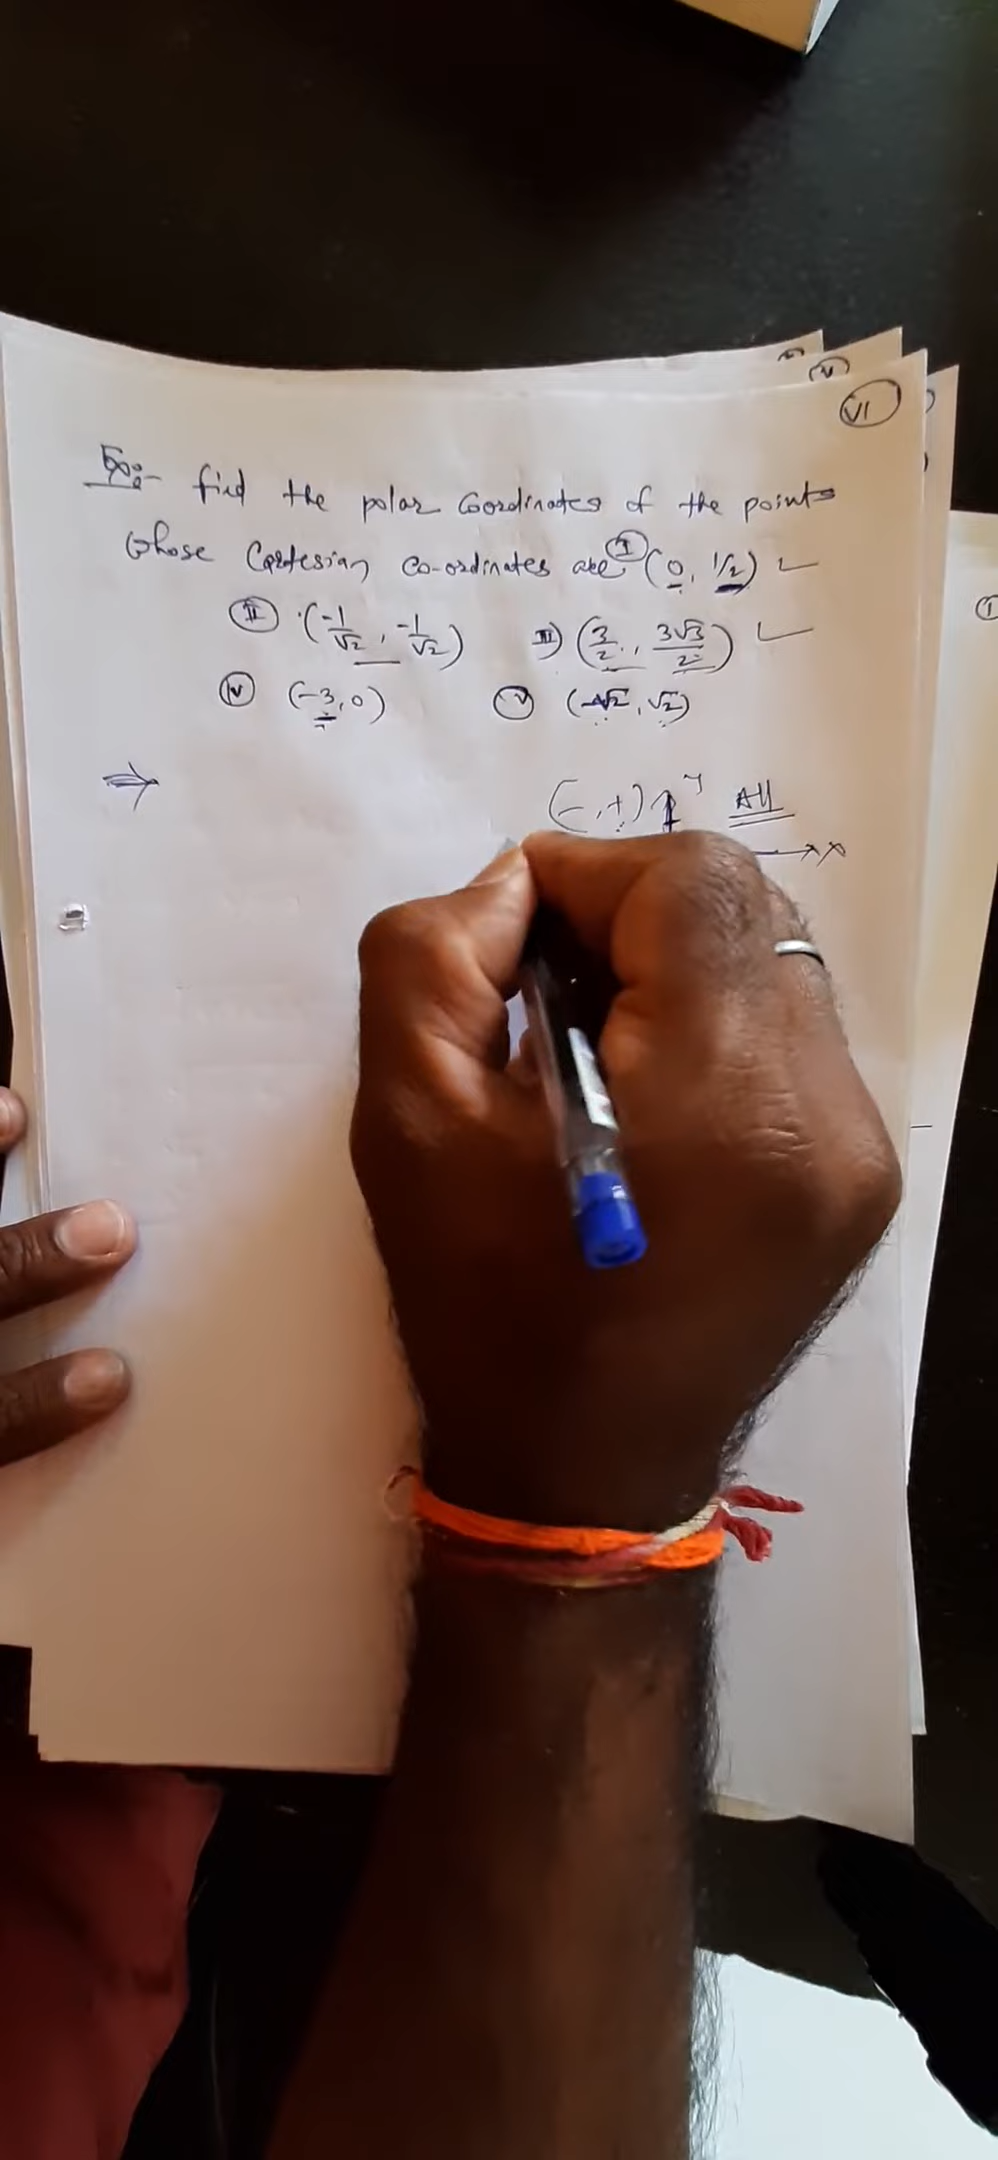 VI
Ex:- find the polar Coordinates of the points
whose Cartesian co-ordinates are (I) (0, 1/2)
(II) (-1/√2, -1/√2) III) (3/2, 3√3/2)
(IV) (-3, 0) (V) (-√2, √2)
⇒ (-, +) y All
x